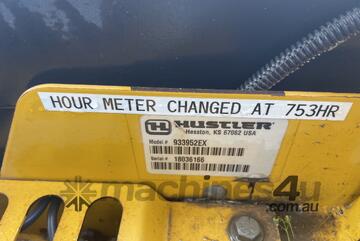 HOUR METER CHANGED AT 753HR
HUSTLER
Hesston, KS 67062 USA
Model # 933952EX
Serial # 18036166
machines4u
.com.au